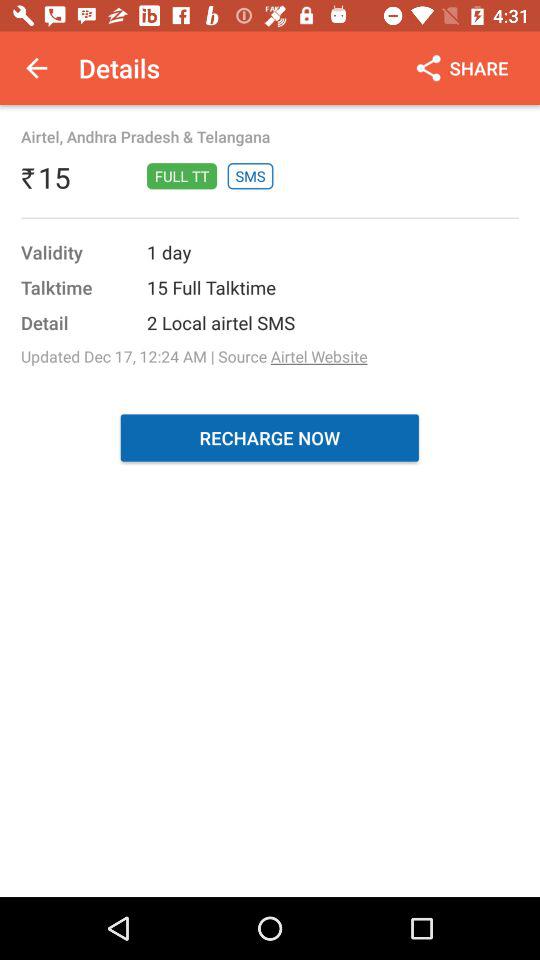 4:31
Details
SHARE
Airtel, Andhra Pradesh & Telangana
₹15 FULL TT SMS
Validity 1 day
Talktime 15 Full Talktime
Detail 2 Local airtel SMS
Updated Dec 17, 12:24 AM | Source Airtel Website
RECHARGE NOW